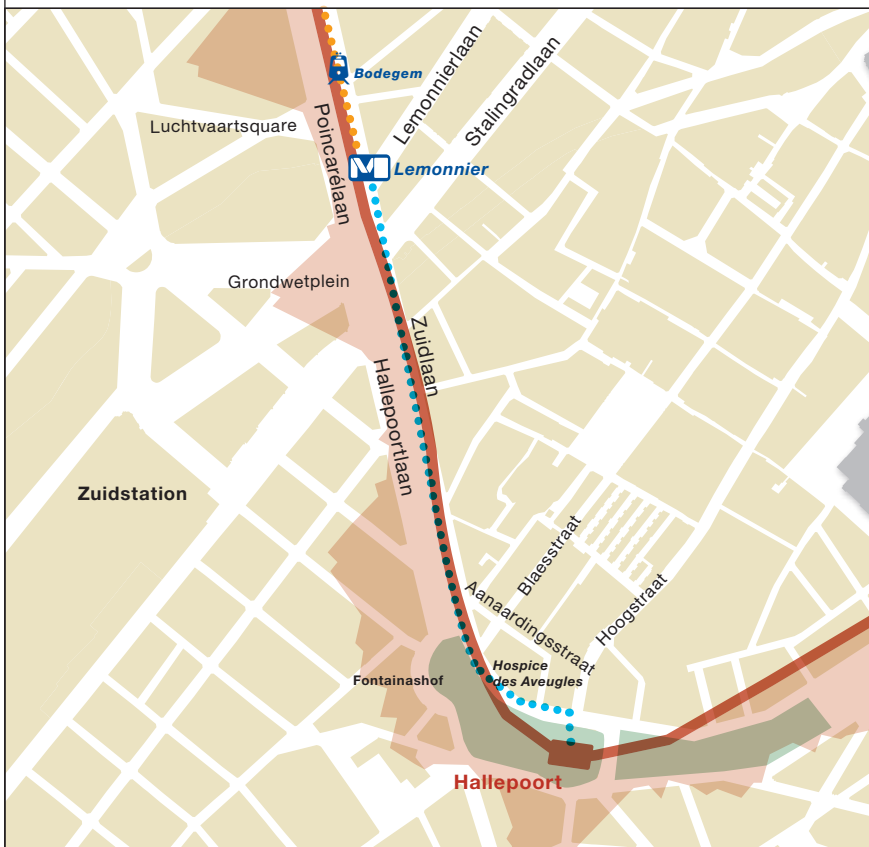 Bodegem
Lemonnierlaan
Stalingradlaan
Luchtvaartsquare
Poincarélaan
M
Lemonnier
Grondwetplein
Zuidlaan
Hallepoortlaan
Zuidstation
Blaesstraat
Aanaardingsstraat
Hoogstraat
Hospice
des Aveugles
Fontainashof
Hallepoort